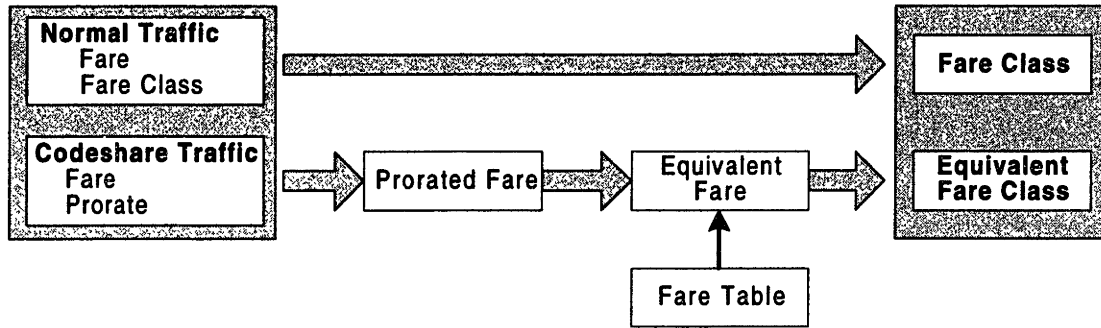 Normal Traffic
Fare
Fare Class
Fare Class
Codeshare Traffic
Fare
Prorate
Prorated Fare
Equivalent
Fare
Equivalent
Fare Class
Fare Table